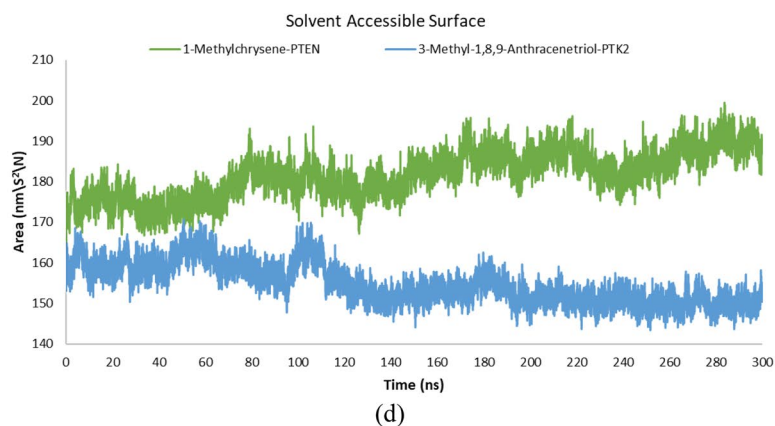 Solvent Accessible Surface
1-Methylchrysene-PTEN 3-Methyl-1,8,9-Anthracenetriol-PTK2
Area (nm\S^2\N)
210
200
190
180
170
160
150
140
0 20 40 60 80 100 120 140 160 180 200 220 240 260 280 300
Time (ns)
(d)